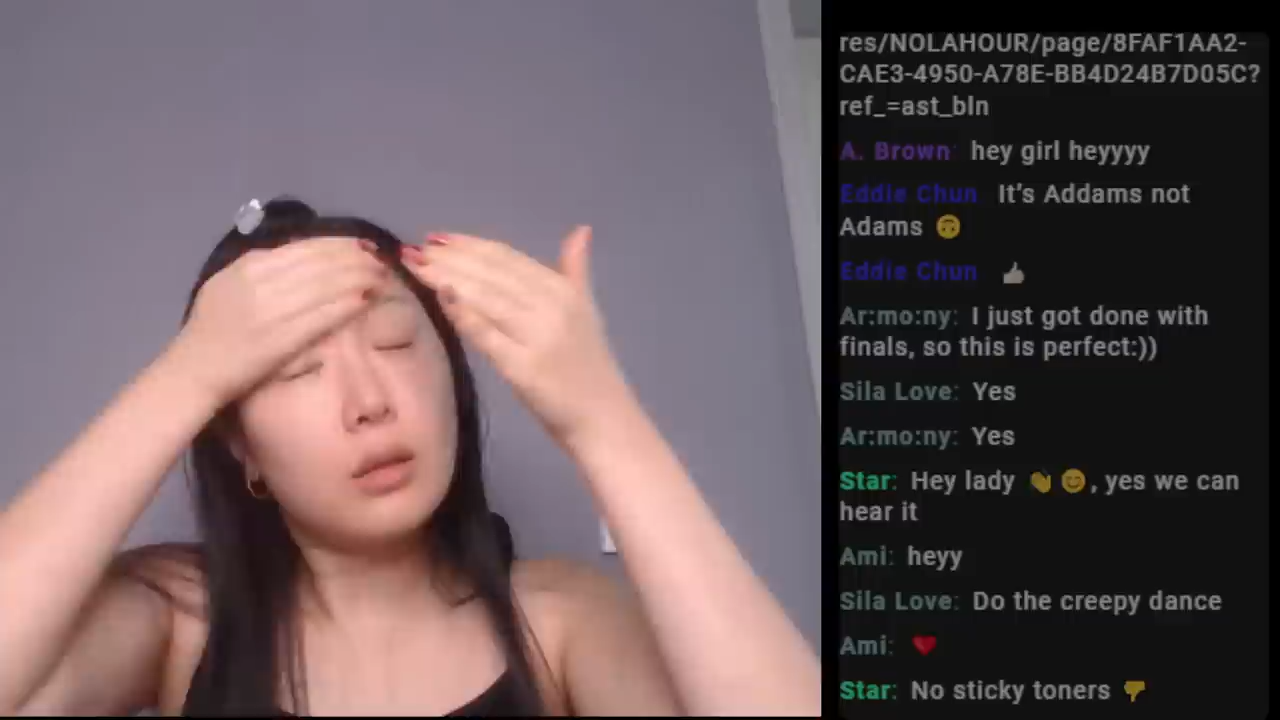 res/NOLAHOUR/page/8FAF1AA2-
CAE3-4950-A78E-BB4D24B7D05C?
ref_=ast_bln
A. Brown: hey girl heyyyy
Eddie Chun It's Addams not
Adams 🙃
Eddie Chun 👍
Ar:mo:ny: I just got done with
finals, so this is perfect:))
Sila Love: Yes
Ar:mo:ny: Yes
Star: Hey lady 👋😊, yes we can
hear it
Ami: heyy
Sila Love: Do the creepy dance
Ami: ❤️
Star: No sticky toners 👎